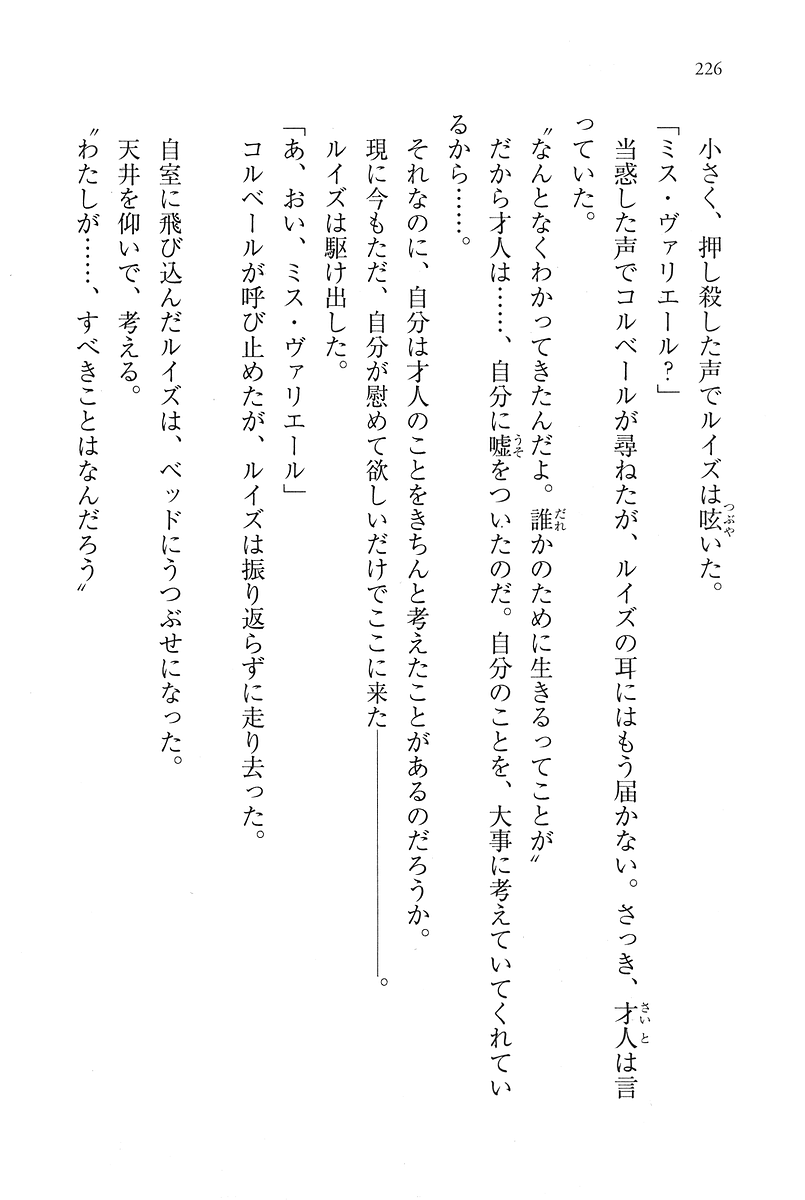 226
小さく、押し殺した声でルイズは呟いた。
「ミス・ヴァリエール？」
当惑した声でコルベールが尋ねたが、ルイズの耳にはもう届かない。さっき、才人は言
っていた。
〝なんとなくわかってきたんだよ。誰かのために生きるってことが〟
だから才人は……、自分に嘘をついたのだ。自分のことを、大事に考えていてくれてい
るから……。
それなのに、自分は才人のことをきちんと考えたことがあるのだろうか。
現に今もただ、自分が慰めて欲しいだけでここに来た――――――。
ルイズは駆け出した。
「あ、おい、ミス・ヴァリエール」
コルベールが呼び止めたが、ルイズは振り返らずに走り去った。
自室に飛び込んだルイズは、ベッドにうつぶせになった。
天井を仰いで、考える。
〝わたしが……、すべきことはなんだろう〟